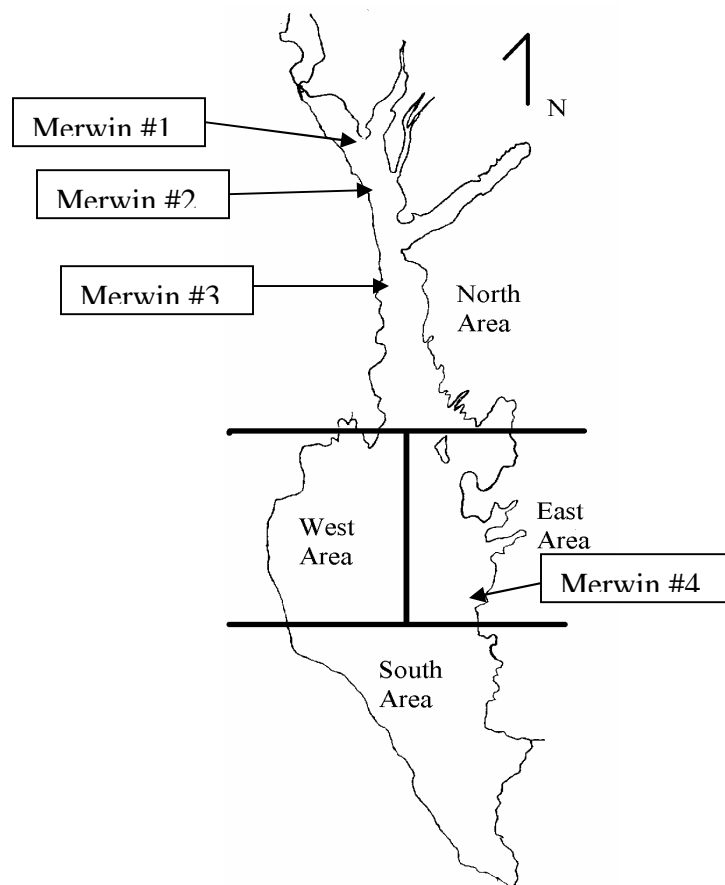 N
Merwin #1
Merwin #2
Merwin #3
North
Area
West
Area
East
Area
Merwin #4
South
Area